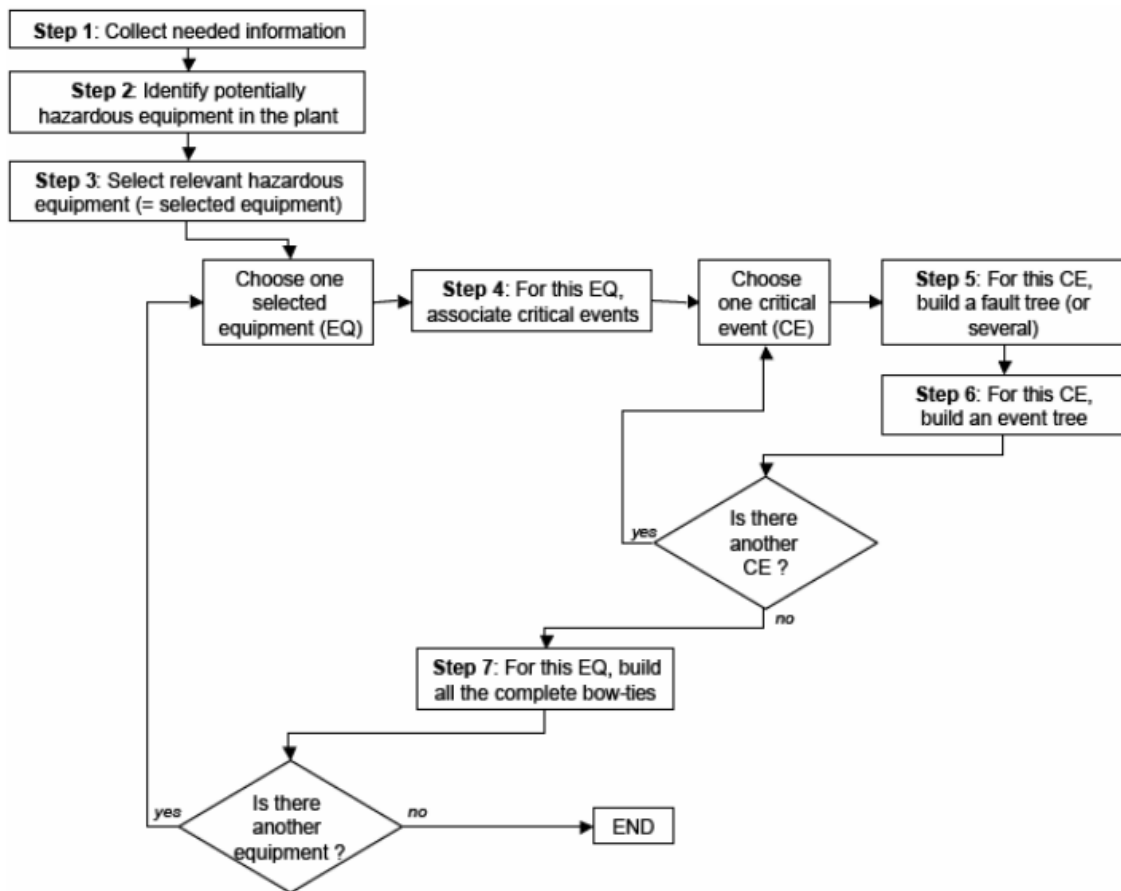 Step 1: Collect needed information
Step 2: Identify potentially
hazardous equipment in the plant
Step 3: Select relevant hazardous
equipment (= selected equipment)
Choose one
selected
equipment (EQ)
Step 4: For this EQ,
associate critical events
Choose
one critical
event (CE)
Step 5: For this CE,
build a fault tree (or
several)
Step 6: For this CE,
build an event tree
Is there
another
CE ?
yes
no
Step 7: For this EQ, build
all the complete bow-ties
Is there
another
equipment ?
yes
no
END